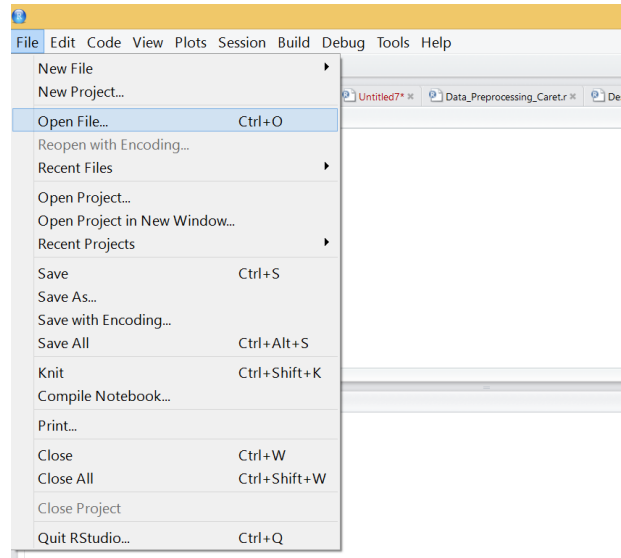 File Edit Code View Plots Session Build Debug Tools Help
New File
New Project...
Untitled7* Data_Preprocessing_Caret.r De
Open File... Ctrl+O
Reopen with Encoding...
Recent Files
Open Project...
Open Project in New Window...
Recent Projects
Save Ctrl+S
Save As...
Save with Encoding...
Save All Ctrl+Alt+S
Knit Ctrl+Shift+K
Compile Notebook...
Print...
Close Ctrl+W
Close All Ctrl+Shift+W
Close Project
Quit RStudio... Ctrl+Q